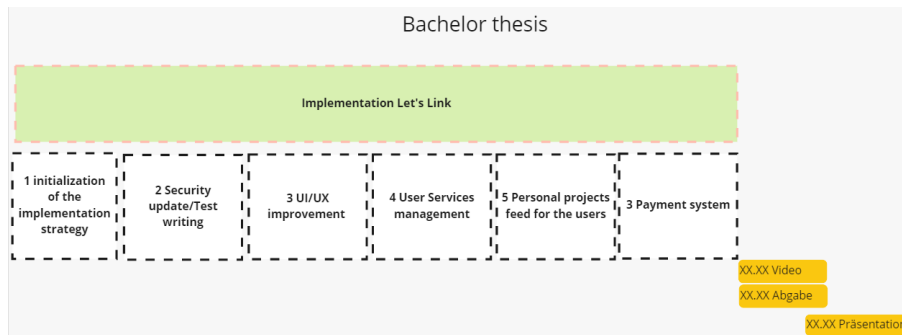 Bachelor thesis
Implementation Let's Link
1 initialization
of the
implementation
strategy
2 Security
update/Test
writing
3 UI/UX
improvement
4 User Services
management
5 Personal projects
feed for the users
3 Payment system
XX.XX Video
XX.XX Abgabe
XX.XX Präsentation